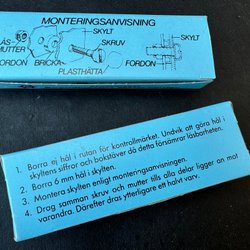 MONTERINGSANVISNING
SKYLT
SKRUV
SKYLT
LÅS-
MUTTER
FORDON
BRICKA
PLASTHÄTTA
FORDON
1. Borra ej hål i rutan för kontrollmärket. Undvik att göra hål i
skyltens siffror och bokstäver då detta försämrar läsbarheten.
2. Borra 6 mm hål i skylten.
3. Montera skylten enligt monteringsanvisningen.
4. Drag samman skruv och mutter tills alla delar ligger an mot
varandra. Därefter dras ytterligare ett halvt varv.